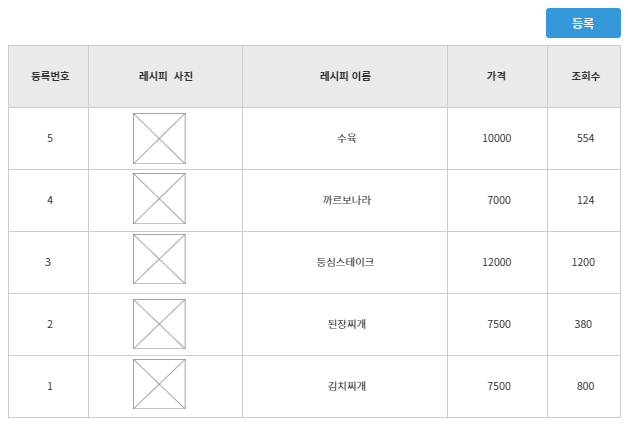 등록
등록번호 레시피 사진 레시피 이름 가격 조회수
5 수육 10000 554
4 까르보나라 7000 124
3 등심스테이크 12000 1200
2 된장찌개 7500 380
1 김치찌개 7500 800